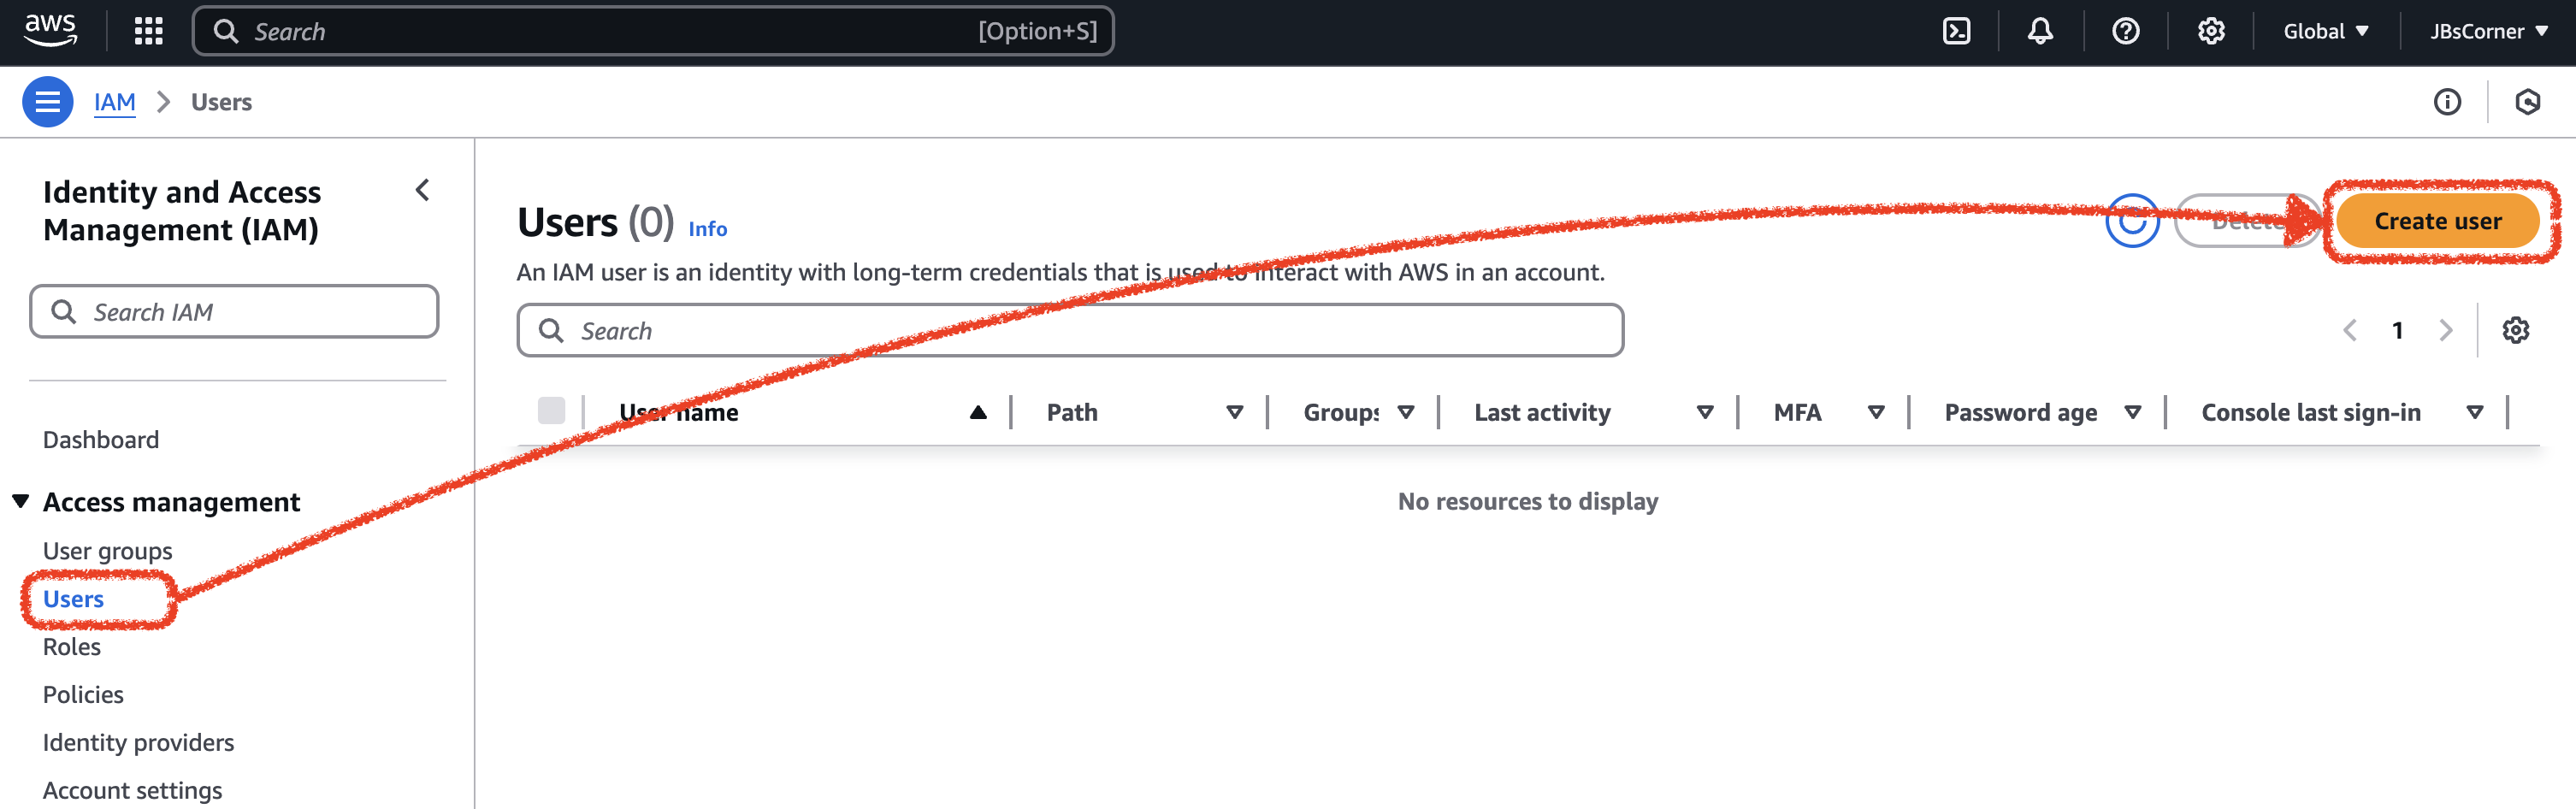 aws
Search [Option+S]
Global
JBsCorner
IAM
Users
Identity and Access
Management (IAM)
Search IAM
Dashboard
Access management
User groups
Users
Roles
Policies
Identity providers
Account settings
Users (0) Info
Delete
Create user
An IAM user is an identity with long-term credentials that is used to interact with AWS in an account.
Search
1
User name
Path
Groups
Last activity
MFA
Password age
Console last sign-in
No resources to display